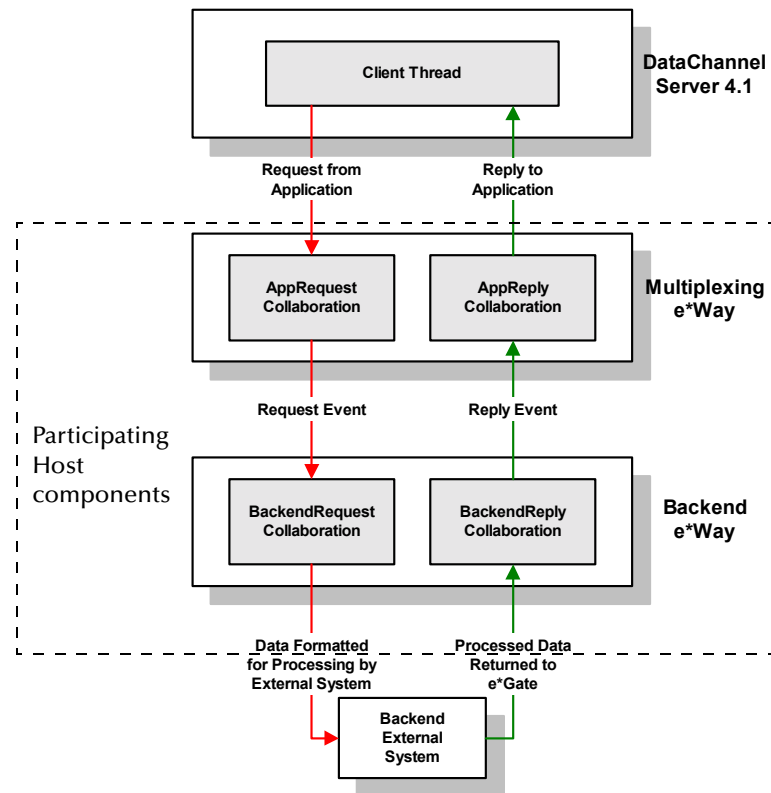 Client Thread
DataChannel
Server 4.1
Request from
Application
Reply to
Application
AppRequest
Collaboration
AppReply
Collaboration
Multiplexing
e*Way
Request Event
Reply Event
Participating
Host
components
BackendRequest
Collaboration
BackendReply
Collaboration
Backend
e*Way
Data Formatted
for Processing by
External System
Processed Data
Returned to
e*Gate
Backend
External
System